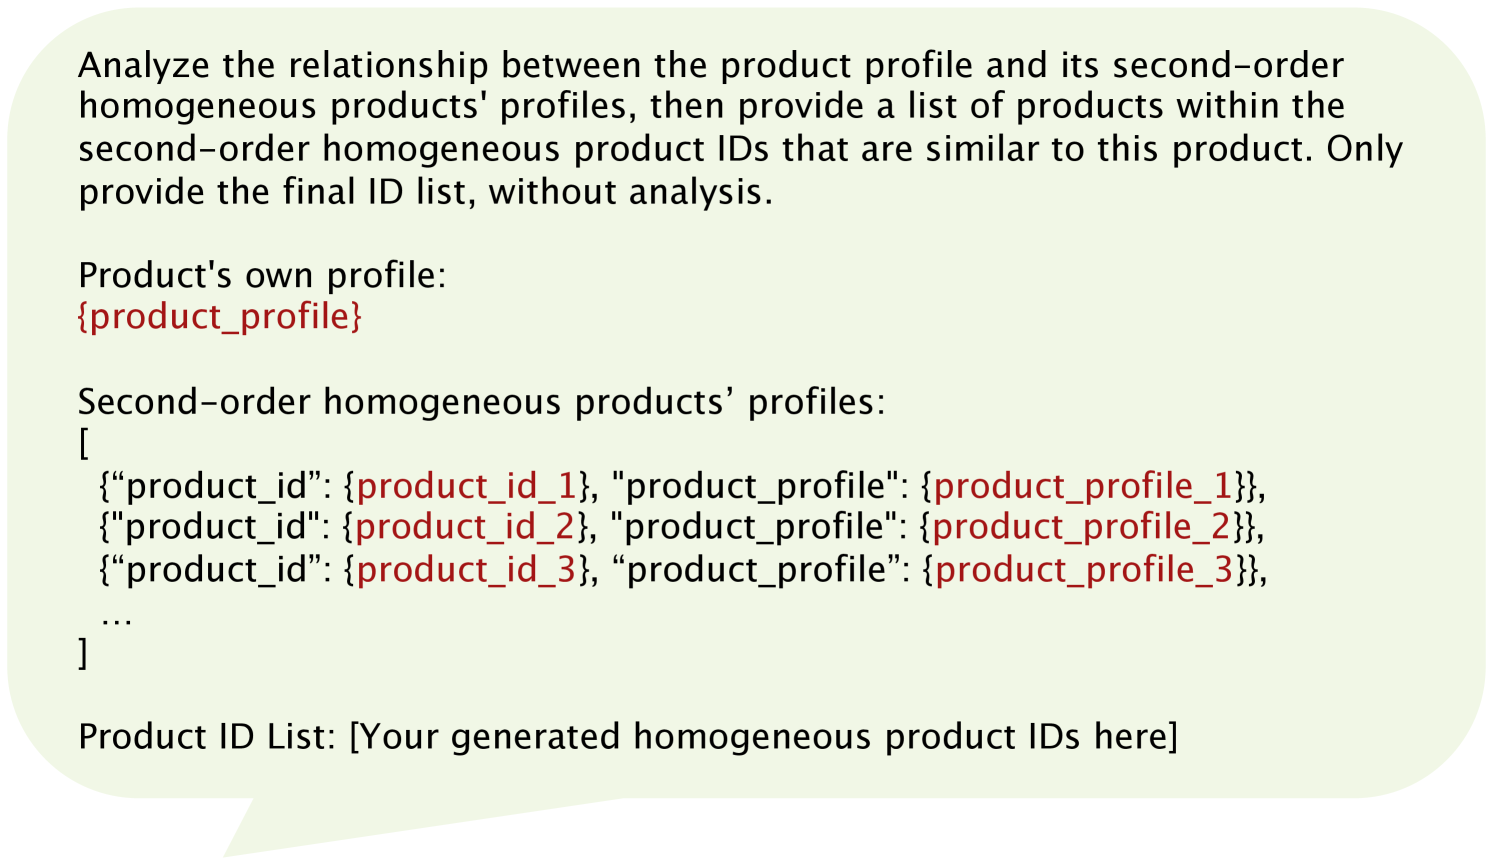 Analyze the relationship between the product profile and its second-order
homogeneous products' profiles, then provide a list of products within the
second-order homogeneous product IDs that are similar to this product. Only
provide the final ID list, without analysis.
Product's own profile:
{product_profile}
Second-order homogeneous products’ profiles:
[
{“product_id”: {product_id_1}, "product_profile": {product_profile_1}},
{"product_id": {product_id_2}, "product_profile": {product_profile_2}},
{“product_id”: {product_id_3}, “product_profile”: {product_profile_3}},
...
]
Product ID List: [Your generated homogeneous product IDs here]